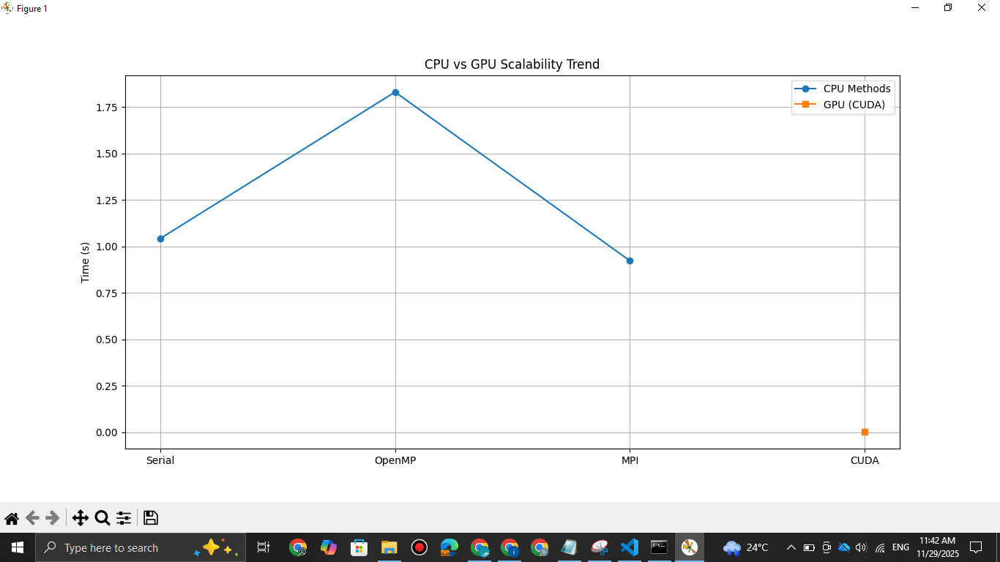 Figure 1
CPU vs GPU Scalability Trend
CPU Methods
GPU (CUDA)
Time (s)
1.75
1.50
1.25
1.00
0.75
0.50
0.25
0.00
Serial OpenMP MPI CUDA
Type here to search
24°C
ENG
11:42 AM
11/29/2025